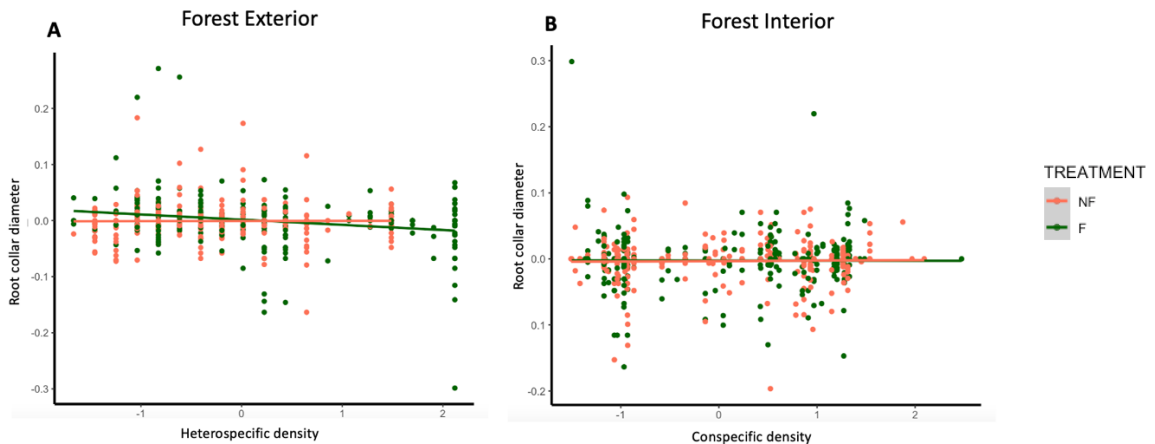 Forest Exterior
A
Root collar diameter
0.2
0.1
0.0
-0.1
-0.2
-0.3
-1
0
1
2
Heterospecific density
Forest Interior
B
Root collar diameter
0.3
0.2
0.1
0.0
0.1
-0.2
-1
0
1
2
Conspecific density
TREATMENT
NF
F